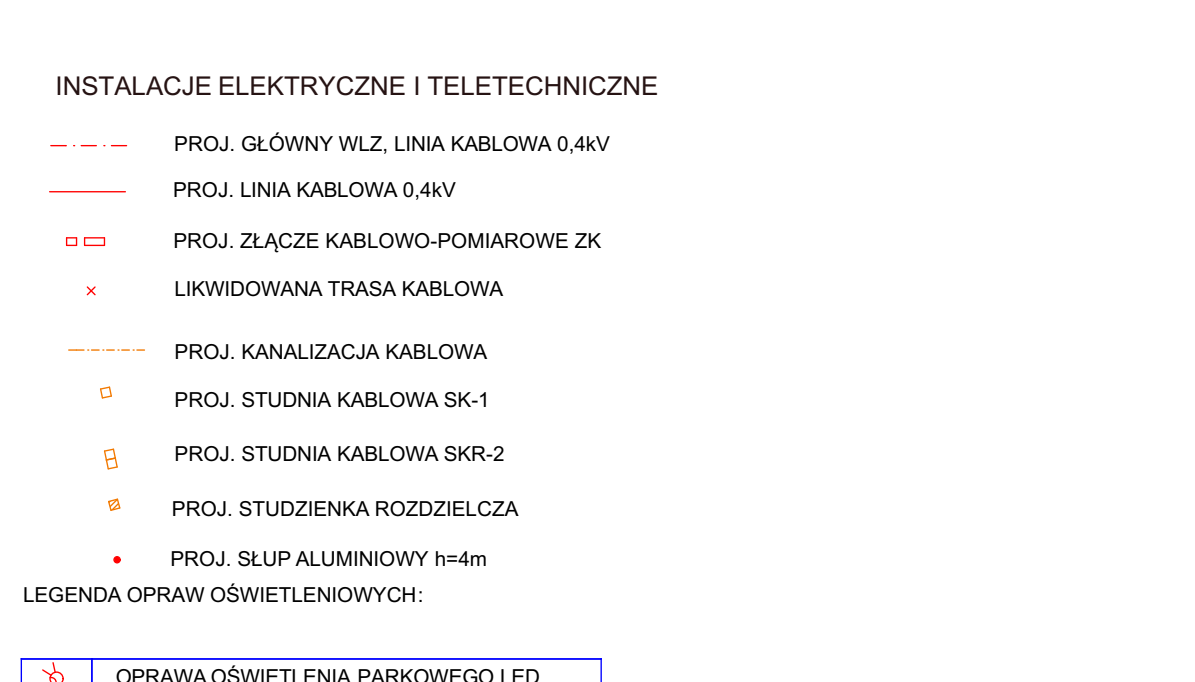 INSTALACJE ELEKTRYCZNE I TELETECHNICZNE
PROJ. GŁÓWNY WLZ, LINIA KABLOWA 0,4kV
PROJ. LINIA KABLOWA 0,4kV
PROJ. ZŁĄCZE KABLOWO-POMIAROWE ZK
LIKWIDOWANA TRASA KABLOWA
PROJ. KANALIZACJA KABLOWA
PROJ. STUDNIA KABLOWA SK-1
PROJ. STUDNIA KABLOWA SKR-2
PROJ. STUDZIENKA ROZDZIELCZA
PROJ. SŁUP ALUMINIOWY h=4m
LEGENDA OPRAW OŚWIETLENIOWYCH:
OPRAWA OŚWIETLENIA PARKOWEGO LED